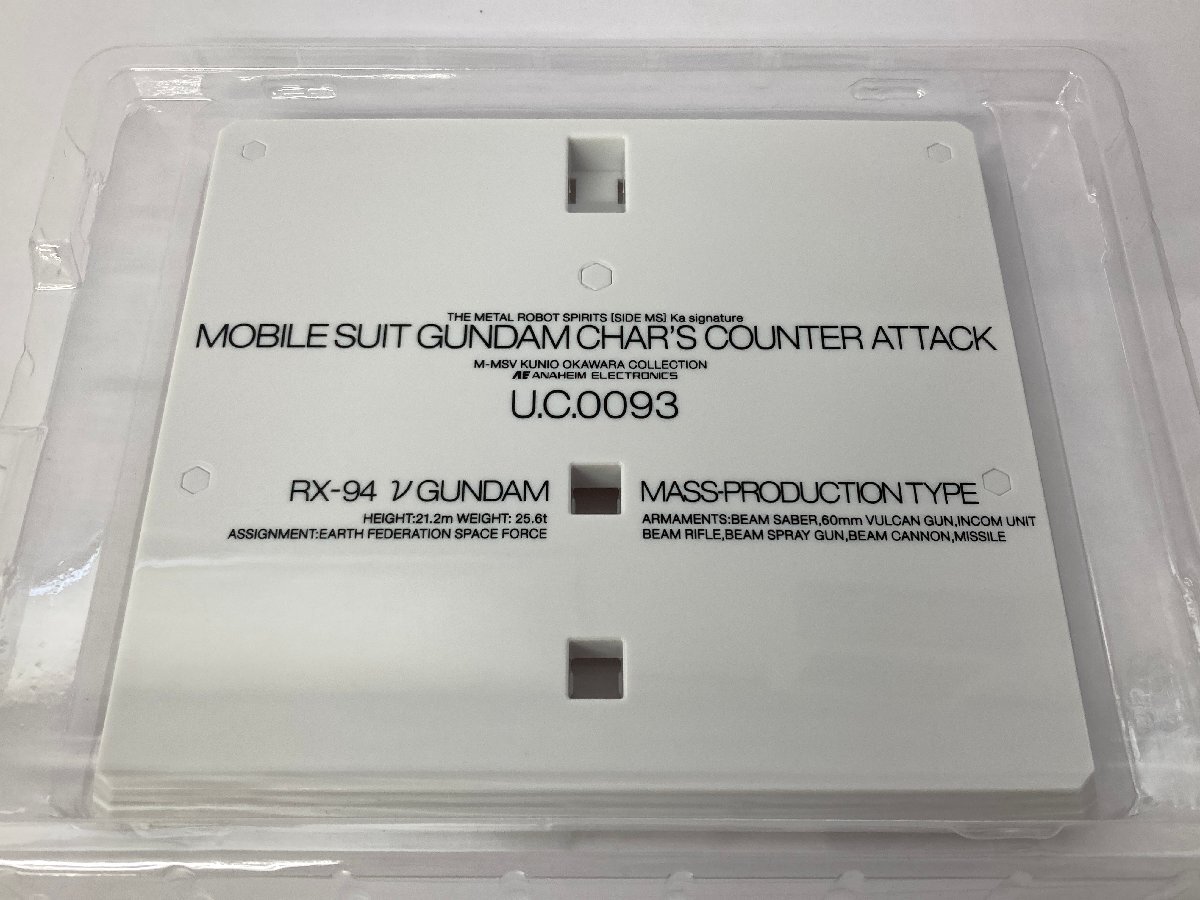 THE METAL ROBOT SPIRITS [SIDE MS] Ka signature
MOBILE SUIT GUNDAM CHAR'S COUNTER ATTACK
M-MSV KUNIO OKAWARA COLLECTION
AE ANAHEIM ELECTRONICS
U.C.0093
RX-94 ν GUNDAM
HEIGHT:21.2m WEIGHT: 25.6t
ASSIGNMENT:EARTH FEDERATION SPACE FORCE
MASS-PRODUCTION TYPE
ARMAMENTS:BEAM SABER,60mm VULCAN GUN,INCOM UNIT
BEAM RIFLE,BEAM SPRAY GUN,BEAM CANNON,MISSILE